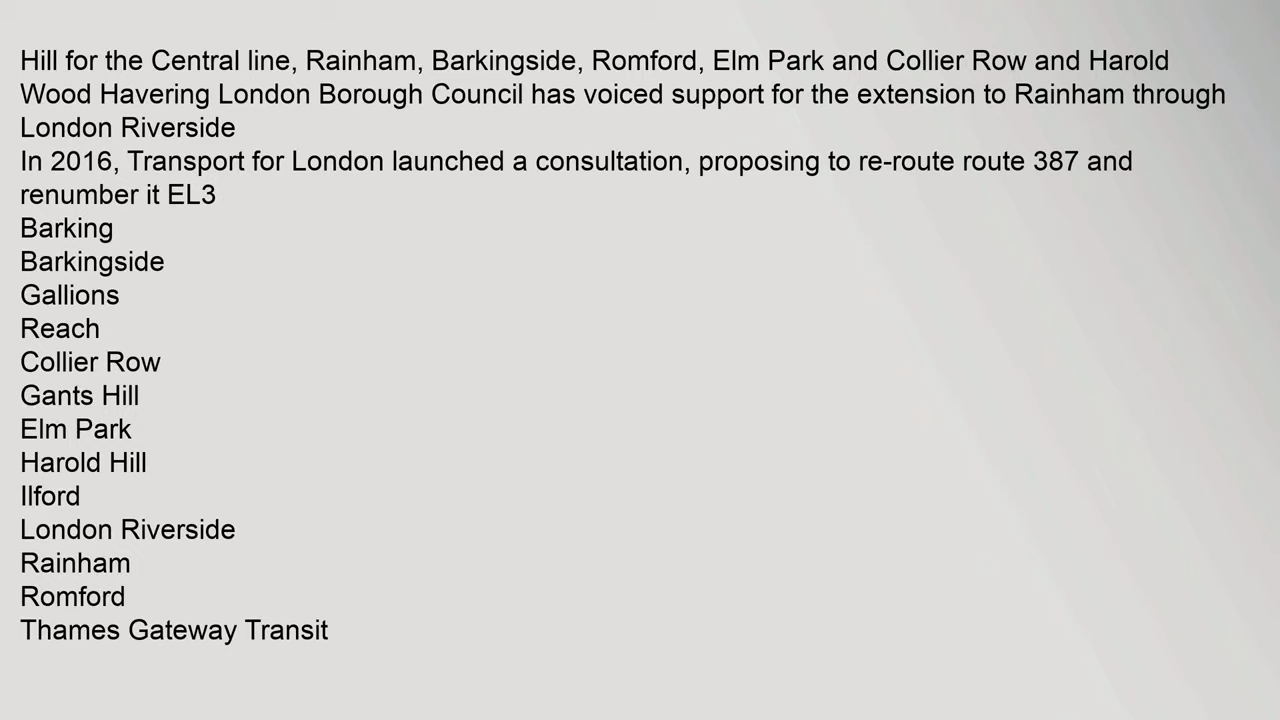 Hill for the Central line, Rainham, Barkingside, Romford, Elm Park and Collier Row and Harold
Wood Havering London Borough Council has voiced support for the extension to Rainham through
London Riverside
In 2016, Transport for London launched a consultation, proposing to re-route route 387 and
renumber it EL3
Barking
Barkingside
Gallions
Reach
Collier Row
Gants Hill
Elm Park
Harold Hill
Ilford
London Riverside
Rainham
Romford
Thames Gateway Transit